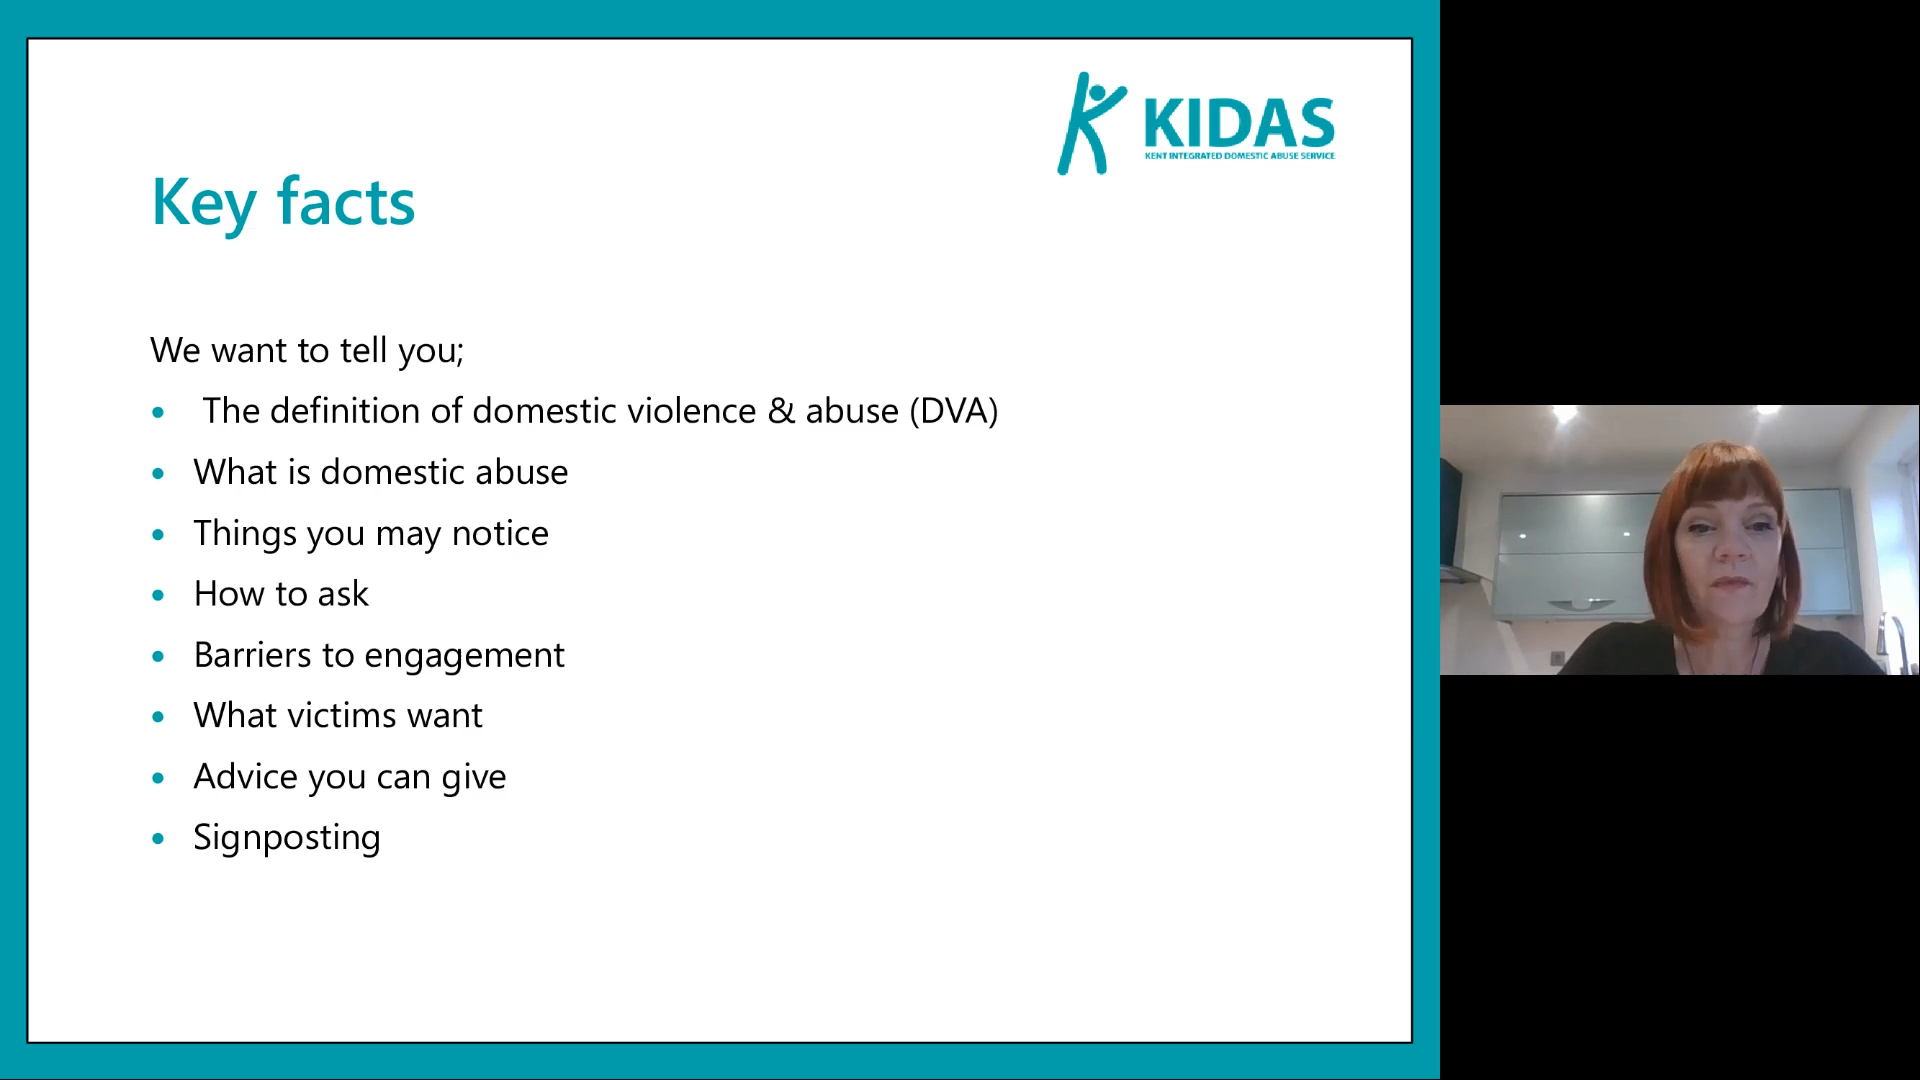 KIDAS
KENT INTEGRATED DOMESTIC ABUSE SERVICE
Key facts
We want to tell you;
• The definition of domestic violence & abuse (DVA)
• What is domestic abuse
• Things you may notice
• How to ask
• Barriers to engagement
• What victims want
• Advice you can give
• Signposting